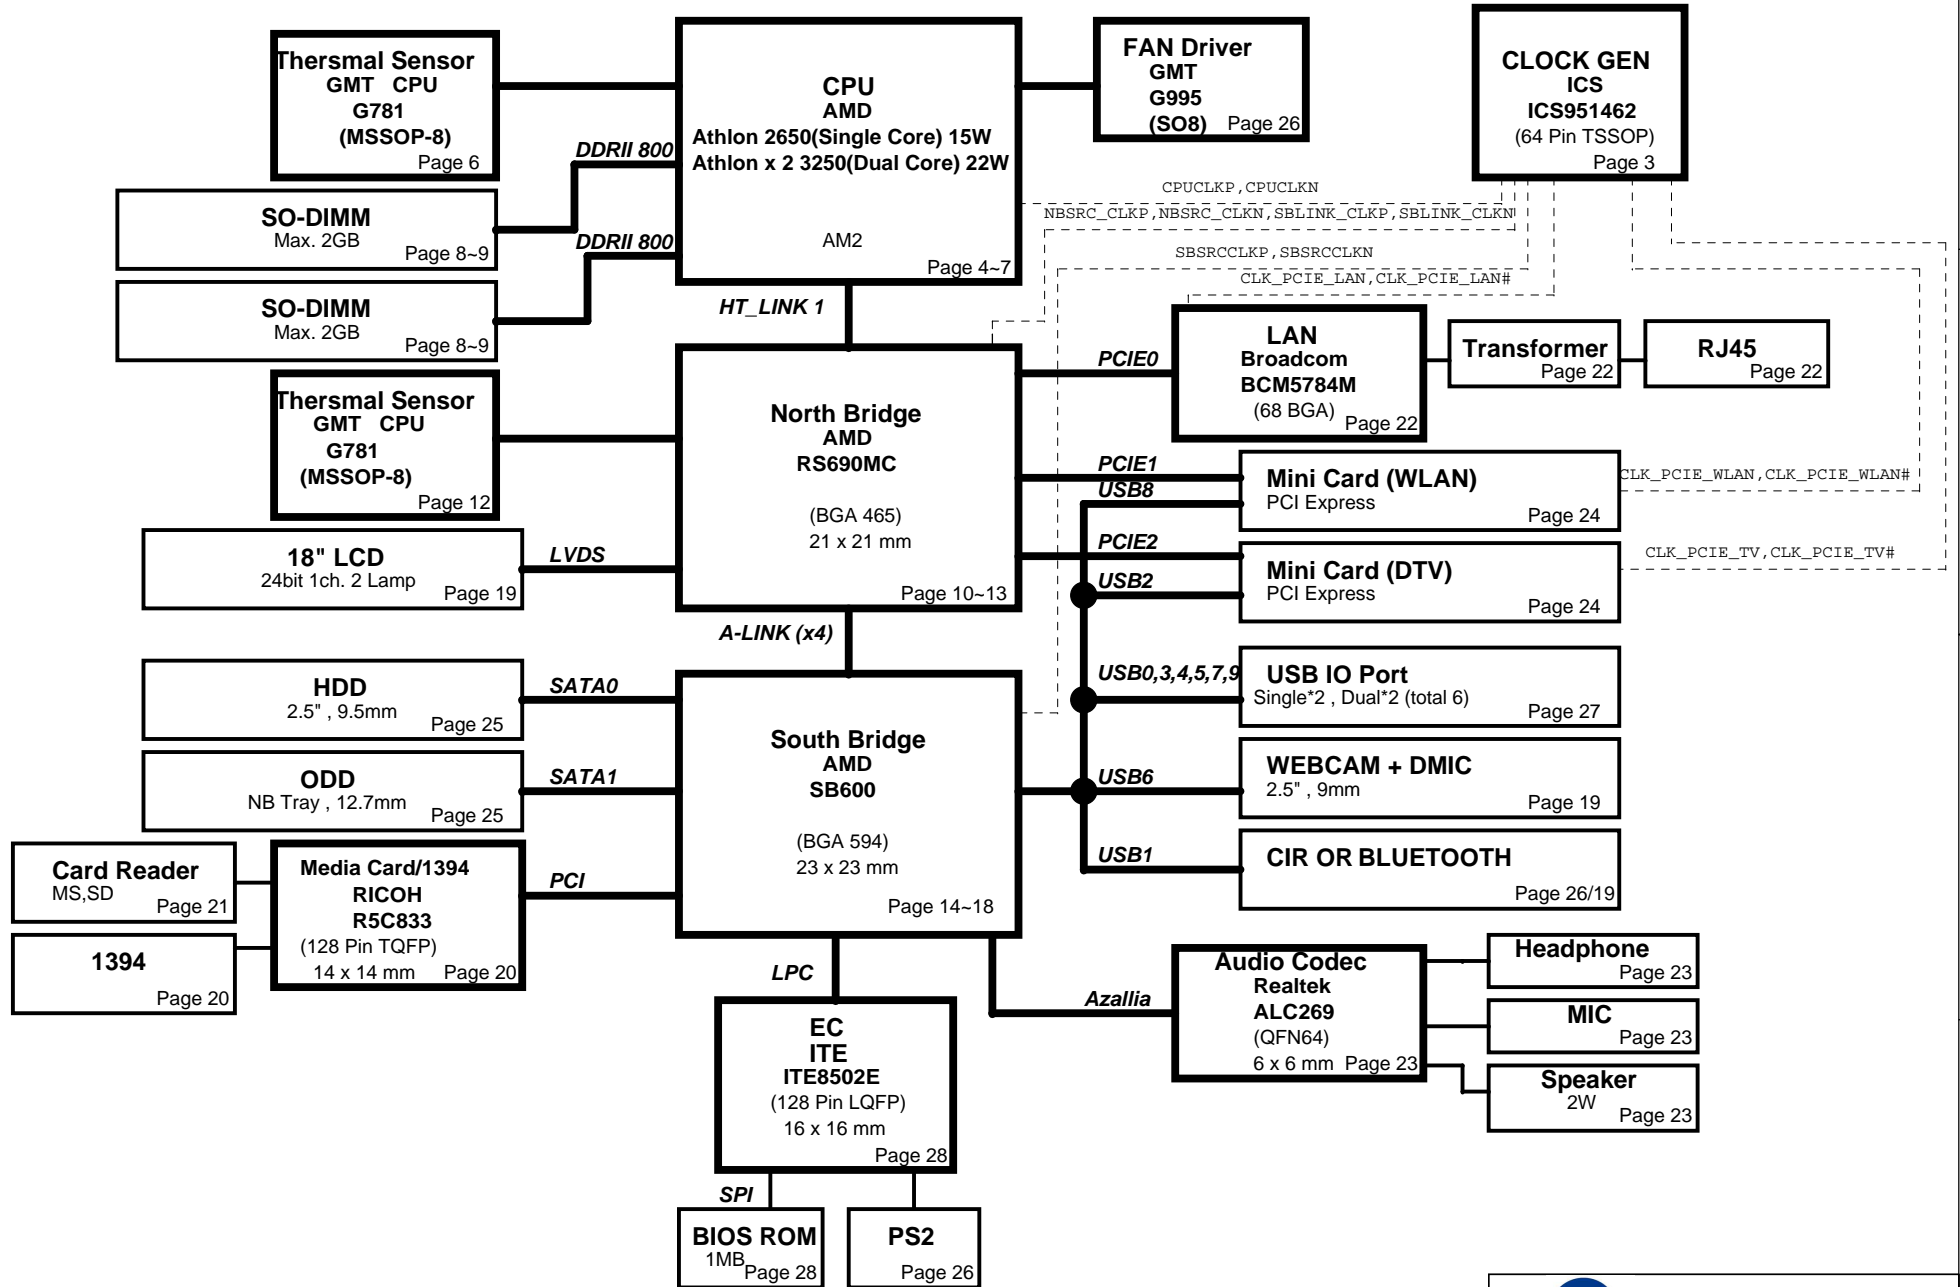 Thersmal Sensor
GMT CPU
G781
(MSSOP-8)
Page 6
CPU
AMD
Athlon 2650(Single Core) 15W
Athlon x 2 3250(Dual Core) 22W
AM2
Page 4~7
FAN Driver
GMT
G995
(SO8) Page 26
CLOCK GEN
ICS
ICS951462
(64 Pin TSSOP)
Page 3
DDRII 800
SO-DIMM
Max. 2GB
Page 8~9
DDRII 800
SO-DIMM
Max. 2GB
Page 8~9
CPUCLKP,CPUCLKN
NBSRC_CLKP,NBSRC_CLKN,SBLINK_CLKP,SBLINK_CLKN
SBSRCCLKP,SBSRCCLKN
CLK_PCIE_LAN,CLK_PCIE_LAN#
HT_LINK 1
Thersmal Sensor
GMT CPU
G781
(MSSOP-8)
Page 12
North Bridge
AMD
RS690MC
(BGA 465)
21 x 21 mm
Page 10~13
PCIE0
LAN
Broadcom
BCM5784M
(68 BGA)
Page 22
Transformer
Page 22
RJ45
Page 22
PCIE1
USB8
Mini Card (WLAN)
PCI Express
Page 24
CLK_PCIE_WLAN,CLK_PCIE_WLAN#
PCIE2
USB2
Mini Card (DTV)
PCI Express
Page 24
CLK_PCIE_TV,CLK_PCIE_TV#
18" LCD
24bit 1ch. 2 Lamp
Page 19
LVDS
A-LINK (x4)
HDD
2.5" , 9.5mm
Page 25
SATA0
ODD
NB Tray , 12.7mm
Page 25
SATA1
South Bridge
AMD
SB600
(BGA 594)
23 x 23 mm
Page 14~18
USB0,3,4,5,7,9
USB IO Port
Single*2 , Dual*2 (total 6)
Page 27
USB6
WEBCAM + DMIC
2.5" , 9mm
Page 19
USB1
CIR OR BLUETOOTH
Page 26/19
Card Reader
MS,SD
Page 21
1394
Page 20
Media Card/1394
RICOH
R5C833
(128 Pin TQFP)
14 x 14 mm Page 20
PCI
LPC
Azallia
EC
ITE
ITE8502E
(128 Pin LQFP)
16 x 16 mm
Page 28
Audio Codec
Realtek
ALC269
(QFN64)
6 x 6 mm Page 23
Headphone
Page 23
MIC
Page 23
Speaker
2W
Page 23
SPI
BIOS ROM
1MB
Page 28
PS2
Page 26